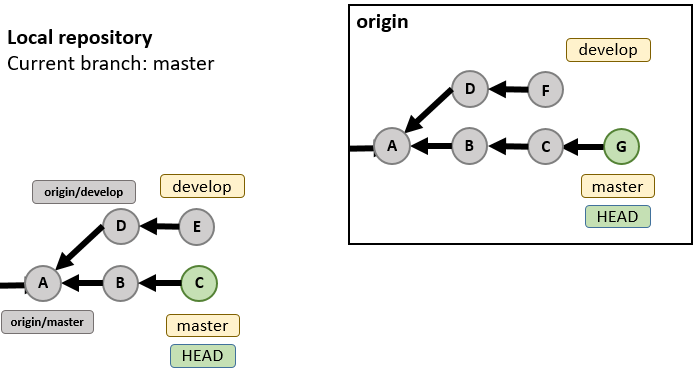 Local repository
Current branch: master
origin
develop
D F
A B C G
master
HEAD
origin/develop
develop
D E
A B C
origin/master
master
HEAD